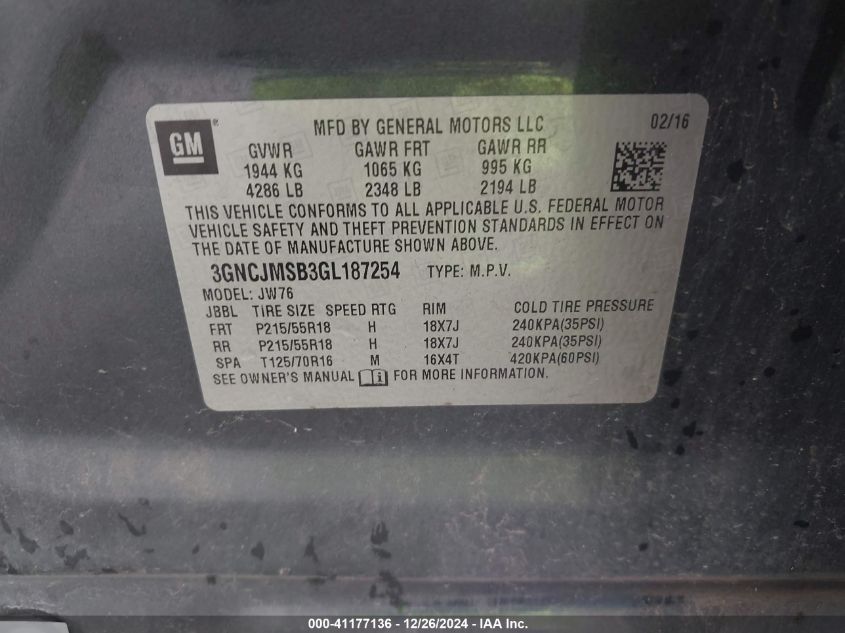 GM ® MFD BY GENERAL MOTORS LLC 02/16
GVWR GAWR FRT GAWR RR
1944 KG 1065 KG 995 KG
4286 LB 2348 LB 2194 LB
THIS VEHICLE CONFORMS TO ALL APPLICABLE U.S. FEDERAL MOTOR
VEHICLE SAFETY AND THEFT PREVENTION STANDARDS IN EFFECT ON
THE DATE OF MANUFACTURE SHOWN ABOVE.
3GNCJMSB3GL187254 TYPE: M.P.V.
MODEL: JW76
JBBL TIRE SIZE SPEED RTG RIM COLD TIRE PRESSURE
FRT P215/55R18 H 18X7J 240KPA(35PSI)
RR P215/55R18 H 18X7J 240KPA(35PSI)
SPA T125/70R16 M 16X4T 420KPA(60PSI)
SEE OWNER'S MANUAL FOR MORE INFORMATION.
000-41177136 - 12/26/2024 - IAA Inc.